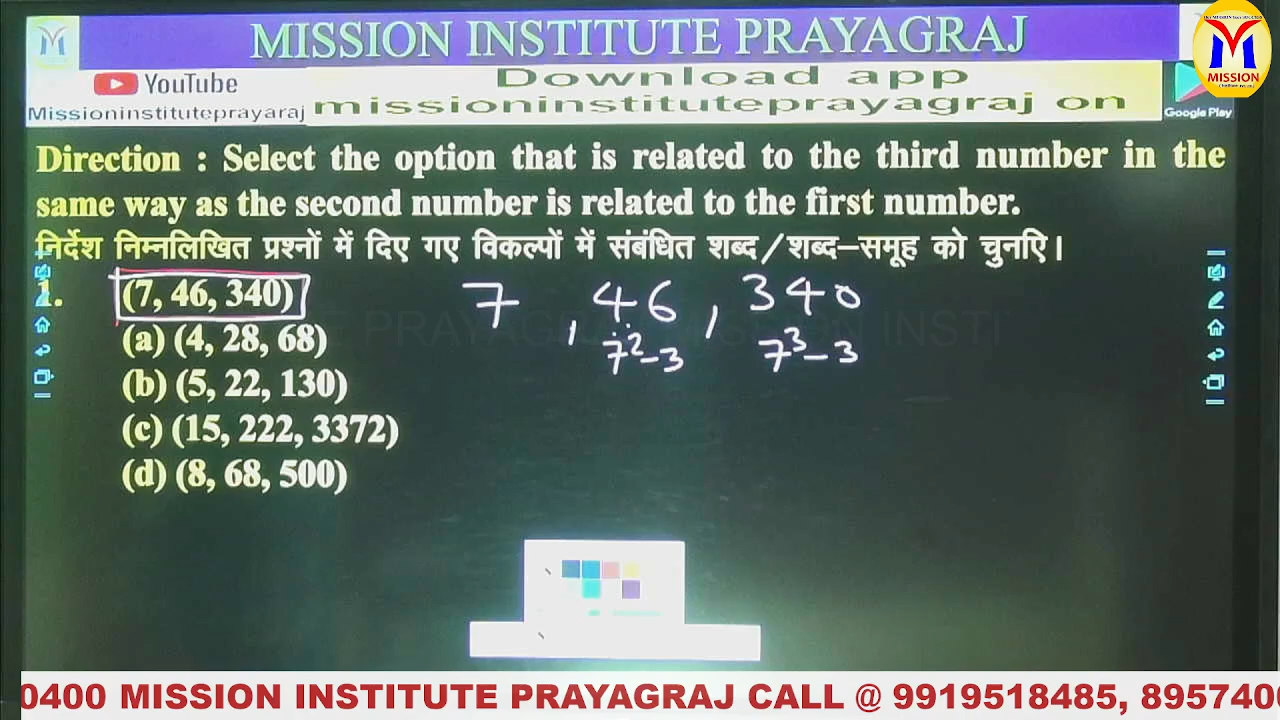 MISSION INSTITUTE PRAYAGRAJ
MISSION
YouTube
Missioninstituteprayaraj
Download app
missioninstituteprayagraj on
Google Play
Direction : Select the option that is related to the third number in the
same way as the second number is related to the first number.
निर्देश निम्नलिखित प्रश्नों में दिए गए विकल्पों में संबंधित शब्द/शब्द-समूह को चुनएि।
1. (7, 46, 340)
7 , 46 , 340
7²-3 7³-3
(a) (4, 28, 68)
(b) (5, 22, 130)
(c) (15, 222, 3372)
(d) (8, 68, 500)
0400 MISSION INSTITUTE PRAYAGRAJ CALL @ 9919518485, 8957400